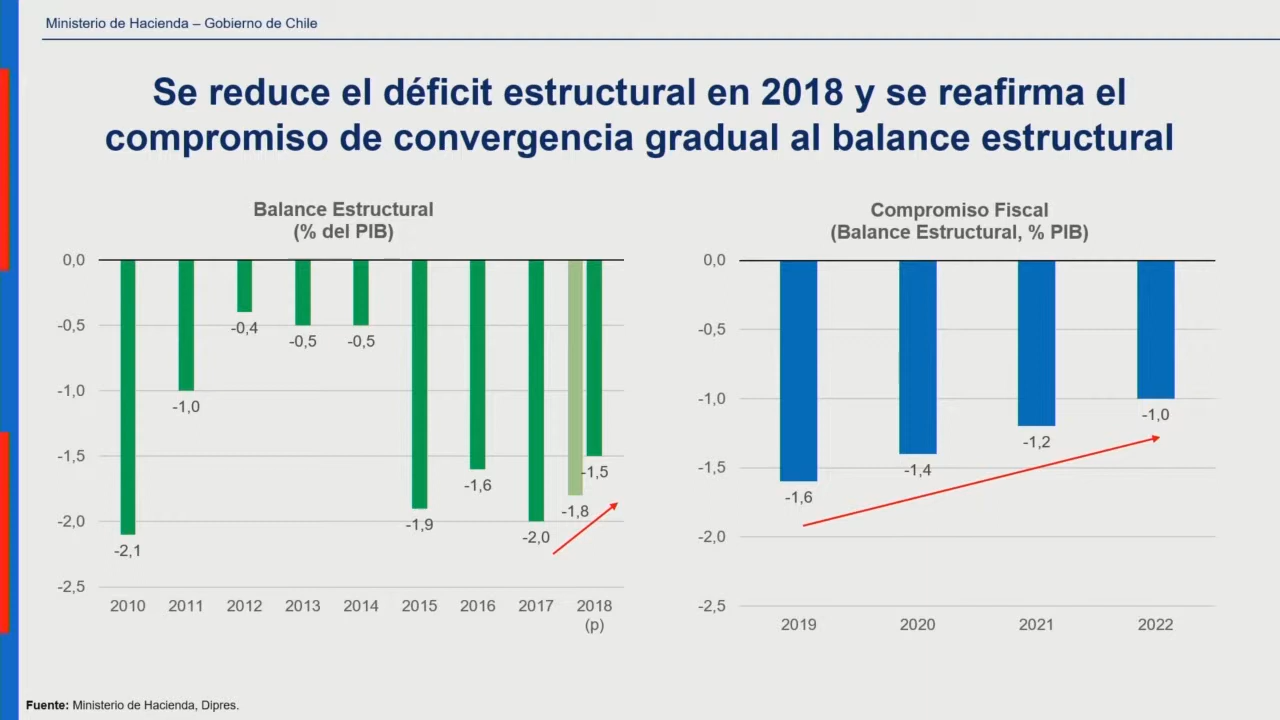 Ministerio de Hacienda – Gobierno de Chile
Se reduce el déficit estructural en 2018 y se reafirma el
compromiso de convergencia gradual al balance estructural
Balance Estructural
(% del PIB)
0,0
-0,5
-1,0
-1,5
-2,0
-2,5
-2,1
-1,0
-0,4
-0,5
-0,5
-1,9
-1,6
-2,0
-1,8
-1,5
2010 2011 2012 2013 2014 2015 2016 2017 2018
(p)
Compromiso Fiscal
(Balance Estructural, % PIB)
0,0
-0,5
-1,0
-1,5
-2,0
-2,5
-1,6
-1,4
-1,2
-1,0
2019 2020 2021 2022
Fuente: Ministerio de Hacienda, Dipres.